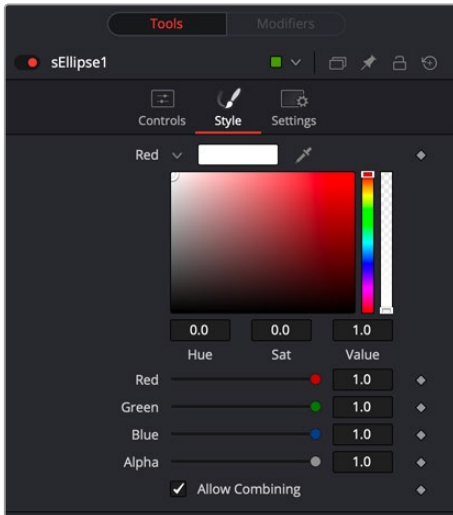 Tools Modifiers
sEllipse1
Controls Style Settings
Red
0.0 0.0 1.0
Hue Sat Value
Red 1.0
Green 1.0
Blue 1.0
Alpha 1.0
Allow Combining